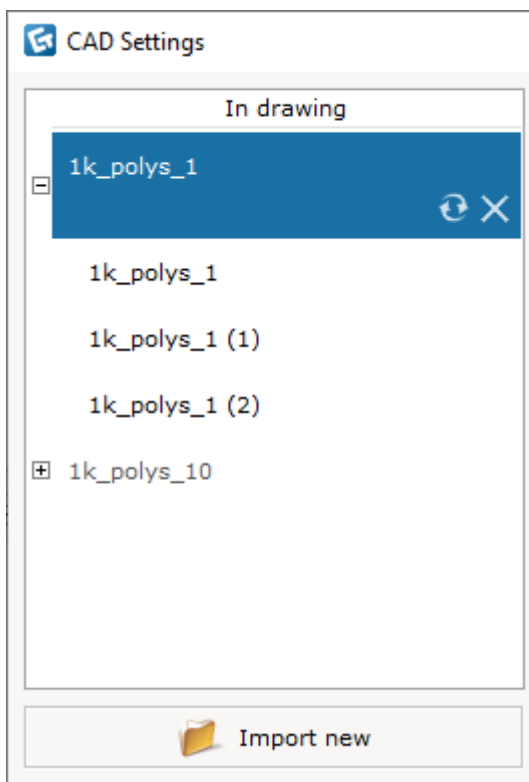 CAD Settings
In drawing
1k_polys_1
1k_polys_1
1k_polys_1 (1)
1k_polys_1 (2)
1k_polys_10
Import new